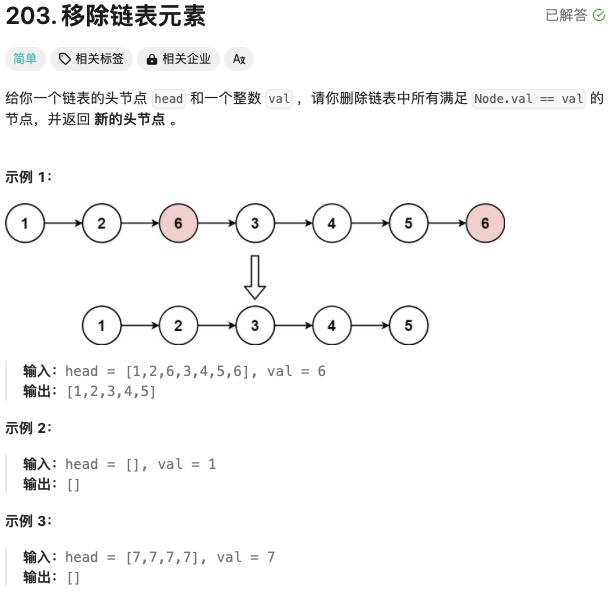 203. 移除链表元素
已解答
简单 相关标签 相关企业 Aあ
给你一个链表的头节点 head 和一个整数 val ，请你删除链表中所有满足 Node.val == val 的
节点，并返回 新的头节点 。
示例 1：
1 2 6 3 4 5 6
1 2 3 4 5
输入：head = [1,2,6,3,4,5,6], val = 6
输出：[1,2,3,4,5]
示例 2：
输入：head = [], val = 1
输出：[]
示例 3：
输入：head = [7,7,7,7], val = 7
输出：[]